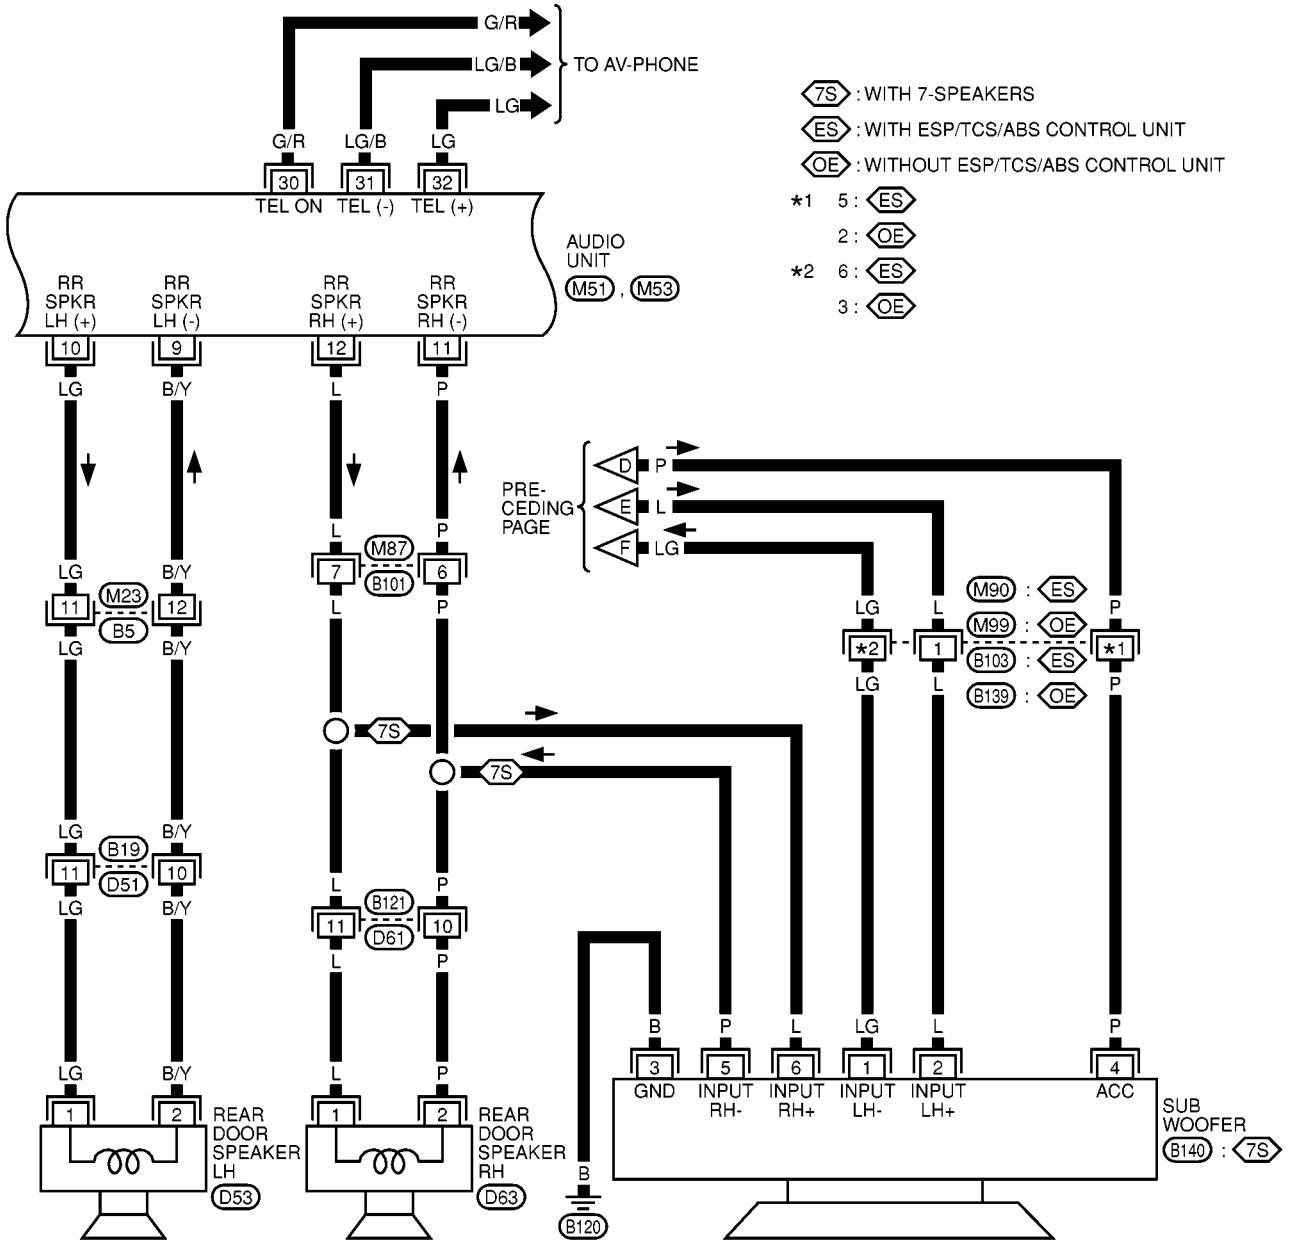 G/R
LG/B
LG
TO AV-PHONE
G/R LG/B LG
30 31 32
TEL ON TEL (-) TEL (+)
7S : WITH 7-SPEAKERS
ES : WITH ESP/TCS/ABS CONTROL UNIT
OE : WITHOUT ESP/TCS/ABS CONTROL UNIT
*1 5 : ES
2 : OE
*2 6 : ES
3 : OE
AUDIO
UNIT
M51 , M53
RR
SPKR
LH (+)
RR
SPKR
LH (-)
RR
SPKR
RH (+)
RR
SPKR
RH (-)
10 9 12 11
LG B/Y L P
PRE-
CEDING
PAGE
D P
E L
F LG
L P
M87
7 6
B101
L P
LG B/Y
M23
11 12
B5
LG B/Y
LG L P
M90 : ES
M99 : OE
*2 1 *1
B103 : ES
B139 : OE
LG L P
7S
7S
LG B/Y
B19
11 10
D51
LG B/Y
L P
B121
11 10
D61
L P
B P L LG L P
3 5 6 1 2 4
GND
INPUT
RH-
INPUT
RH+
INPUT
LH-
INPUT
LH+
ACC
SUB
WOOFER
B140 : 7S
LG B/Y L P
1 2
REAR
DOOR
SPEAKER
LH
D53
1 2
REAR
DOOR
SPEAKER
RH
D63
B
B120